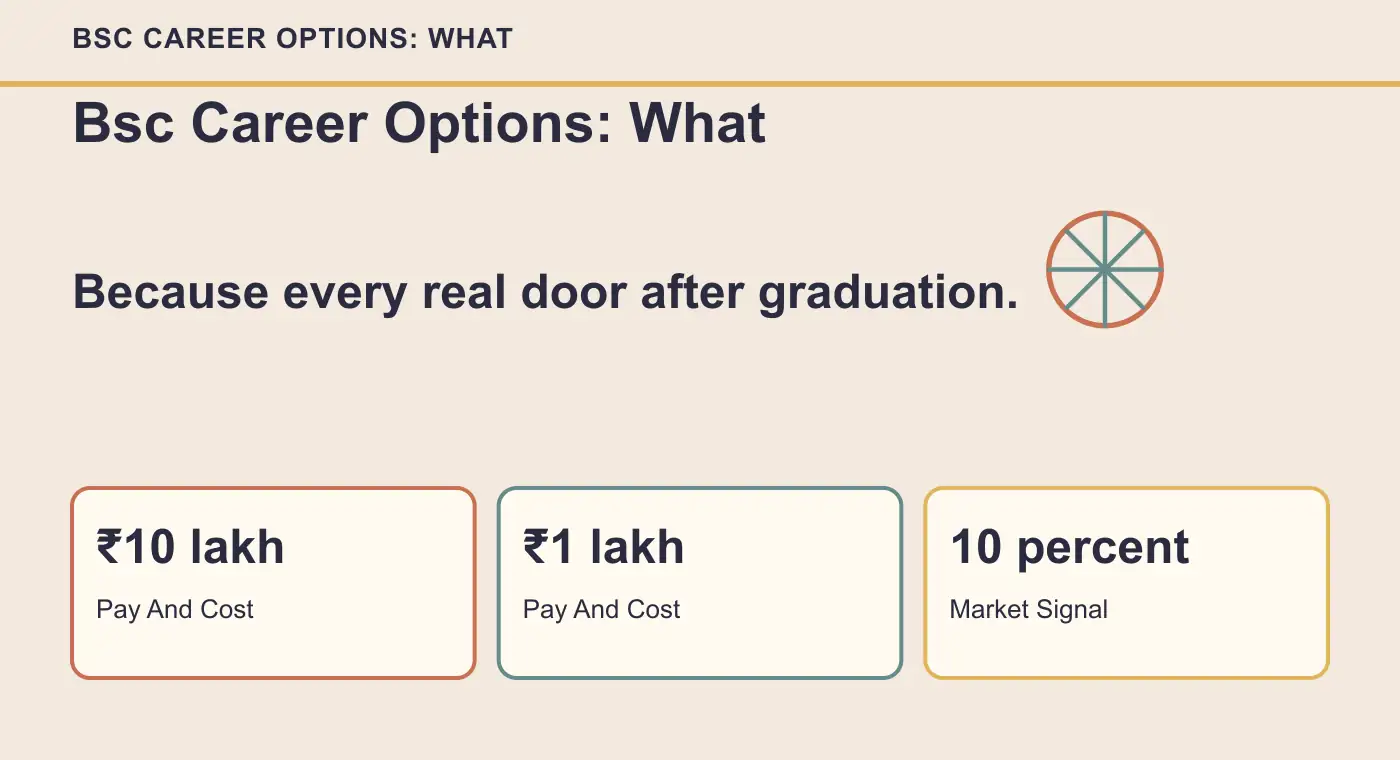 BSC CAREER OPTIONS: WHAT
Bsc Career Options: What
Because every real door after graduation.
₹10 lakh
Pay And Cost
₹1 lakh
Pay And Cost
10 percent
Market Signal